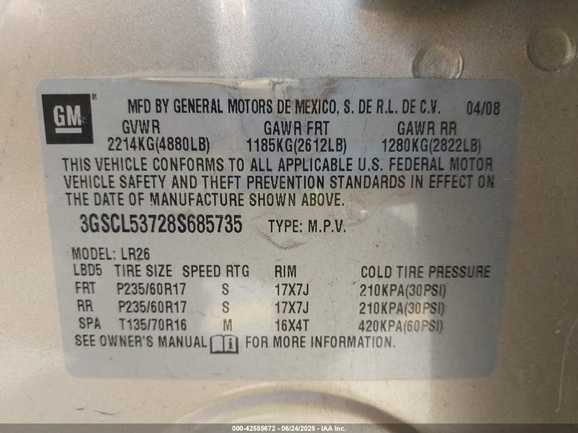 GM
MFD BY GENERAL MOTORS DE MEXICO, S. DE R.L. DE C.V. 04/08
GVWR GAWR FRT GAWR RR
2214KG(4880LB) 1185KG(2612LB) 1280KG(2822LB)
THIS VEHICLE CONFORMS TO ALL APPLICABLE U.S. FEDERAL MOTOR
VEHICLE SAFETY AND THEFT PREVENTION STANDARDS IN EFFECT ON
THE DATE OF MANUFACTURE SHOWN ABOVE.
3GSCL53728S685735 TYPE: M.P.V.
MODEL: LR26
LBD5 TIRE SIZE SPEED RTG RIM COLD TIRE PRESSURE
FRT P235/60R17 S 17X7J 210KPA(30PSI)
RR P235/60R17 S 17X7J 210KPA(30PSI)
SPA T135/70R16 M 16X4T 420KPA(60PSI)
SEE OWNER'S MANUAL FOR MORE INFORMATION.
000-42555672 - 06/24/2025 - IAA Inc.